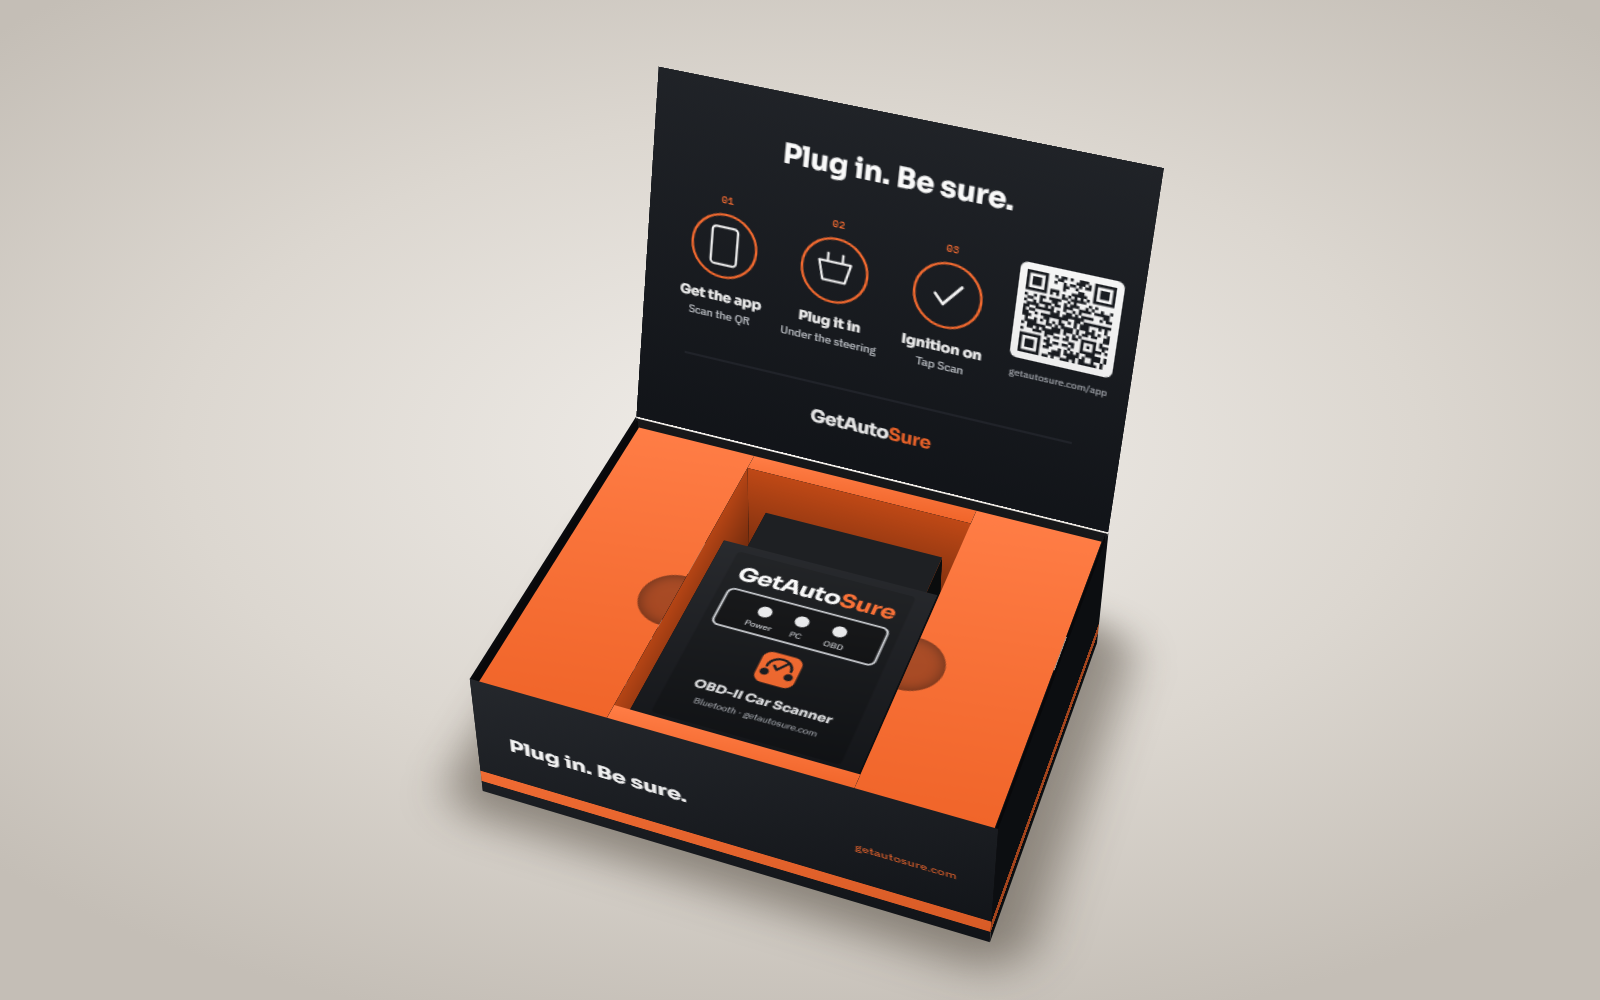 Plug in. Be sure.
01
Get the app
Scan the QR
02
Plug it in
Under the steering
03
Ignition on
Tap Scan
getautosure.com/app
GetAutoSure
GetAutoSure
Power
PC
OBD
OBD-II Car Scanner
Bluetooth · getautosure.com
Plug in. Be sure.
getautosure.com